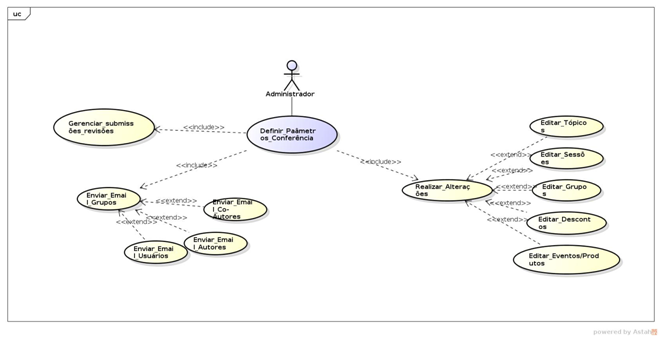 uc
Administrador
Gerenciar_submiss
ões_revisões
<<include>>
Definir_Paâmetr
os_Conferência
<<include>>
<<include>>
Enviar_Emai
l_Grupos
<<extend>>
Enviar_Emai
l_Co-
Autores
<<extend>>
<<extend>>
Enviar_Emai
l_Usuários
Enviar_Emai
l_Autores
Realizar_Alteraç
ões
Editar_Tópico
s
<<extend>>
Editar_Sessõ
es
<<extend>>
<<extend>>
Editar_Grupo
s
<<extend>>
Editar_Descont
os
<<extend>>
Editar_Eventos/Prod
utos
powered by Astah